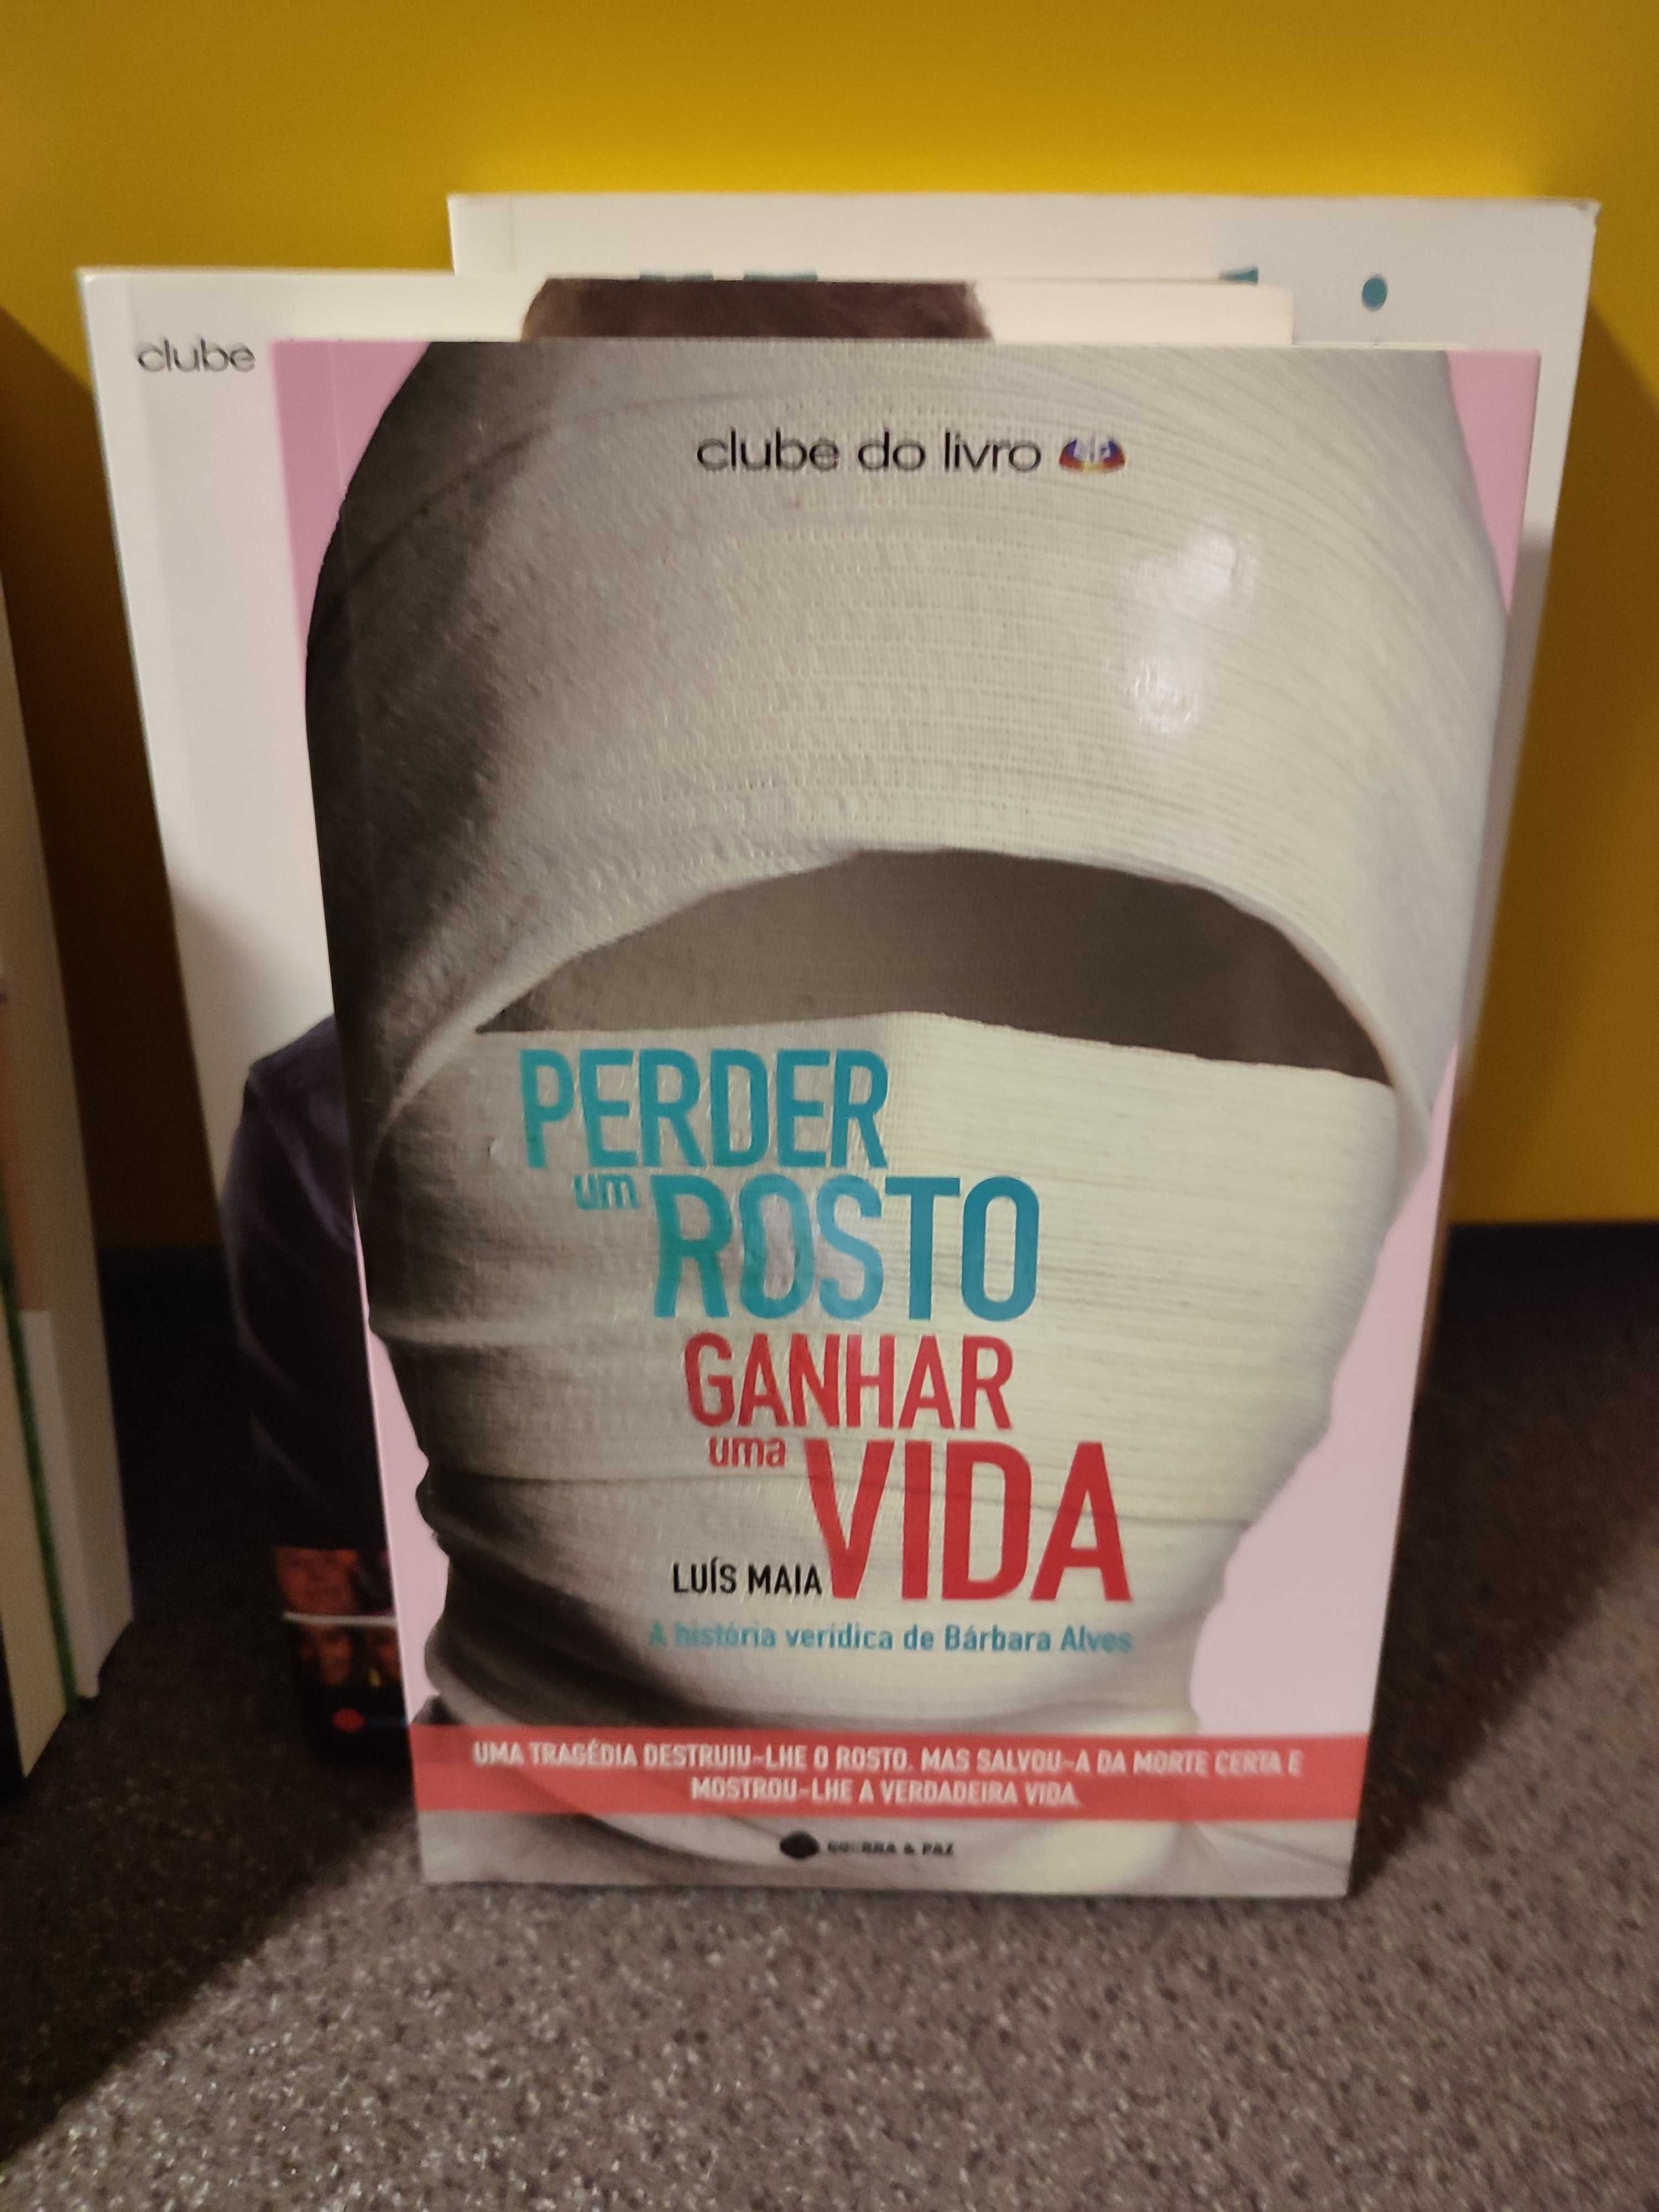 clube
clube do livro SIC
PERDER
um ROSTO
GANHAR
uma VIDA
LUÍS MAIA
A história verídica de Bárbara Alves
UMA TRAGÉDIA DESTRUIU-LHE O ROSTO. MAS SALVOU-A DA MORTE CERTA E
MOSTROU-LHE A VERDADEIRA VIDA.
GUERRA & PAZ